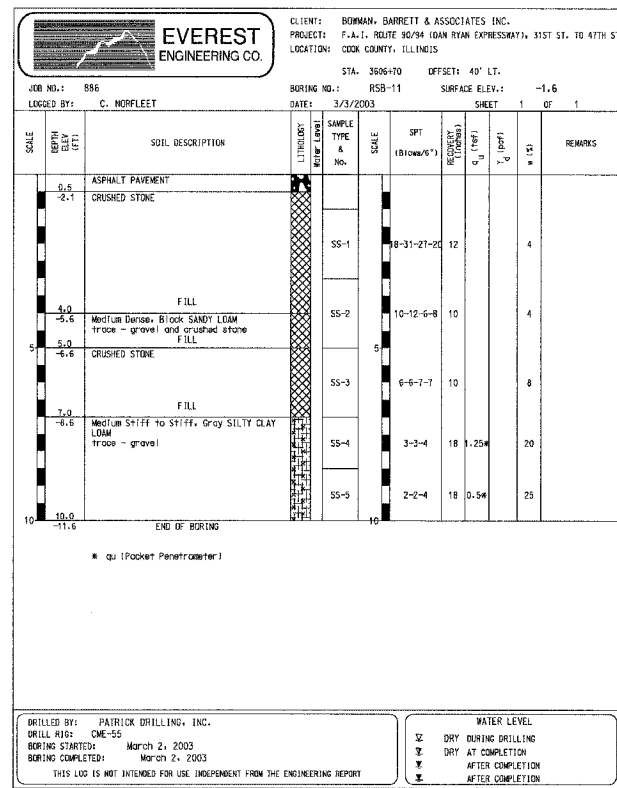 EVEREST
ENGINEERING CO.
CLIENT: BOWMAN, BARRETT & ASSOCIATES INC.
PROJECT: F.A.I. ROUTE 90/94 (DAN RYAN EXPRESSWAY), 31ST ST. TO 47TH S
LOCATION: COOK COUNTY, ILLINOIS
STA. 3606+70 OFFSET: 40' LT.
JOB NO.: 886 BORING NO.: RSB-11 SURFACE ELEV.: -1.6
LOGGED BY: C. NORFLEET DATE: 3/3/2003 SHEET 1 OF 1
SCALE DEPTH ELEV (FT) SOIL DESCRIPTION LITHOLOGY Water Level SAMPLE TYPE & No. SCALE SPT (Blows/6") RECOVERY (Inches) qu (tsf) Yd (pcf) w (%) REMARKS
ASPHALT PAVEMENT
0.5
-2.1 CRUSHED STONE
SS-1 18-31-27-20 12 4
FILL
4.0
-5.6 Medium Dense, Black SANDY LOAM SS-2 10-12-6-8 10 4
trace - gravel and crushed stone
5.0 FILL
5 5
-6.6 CRUSHED STONE
SS-3 6-6-7-7 10 8
FILL
7.0
-8.6 Medium Stiff to Stiff, Gray SILTY CLAY
LOAM
trace - gravel SS-4 3-3-4 18 1.25* 20
SS-5 2-2-4 18 0.5* 25
10 10.0 10
-11.6 END OF BORING
* qu (Pocket Penetrometer)
DRILLED BY: PATRICK DRILLING, INC.
DRILL RIG: CME-55
BORING STARTED: March 2, 2003
BORING COMPLETED: March 2, 2003
THIS LOG IS NOT INTENDED FOR USE INDEPENDENT FROM THE ENGINEERING REPORT
WATER LEVEL
DRY DURING DRILLING
DRY AT COMPLETION
AFTER COMPLETION
AFTER COMPLETION